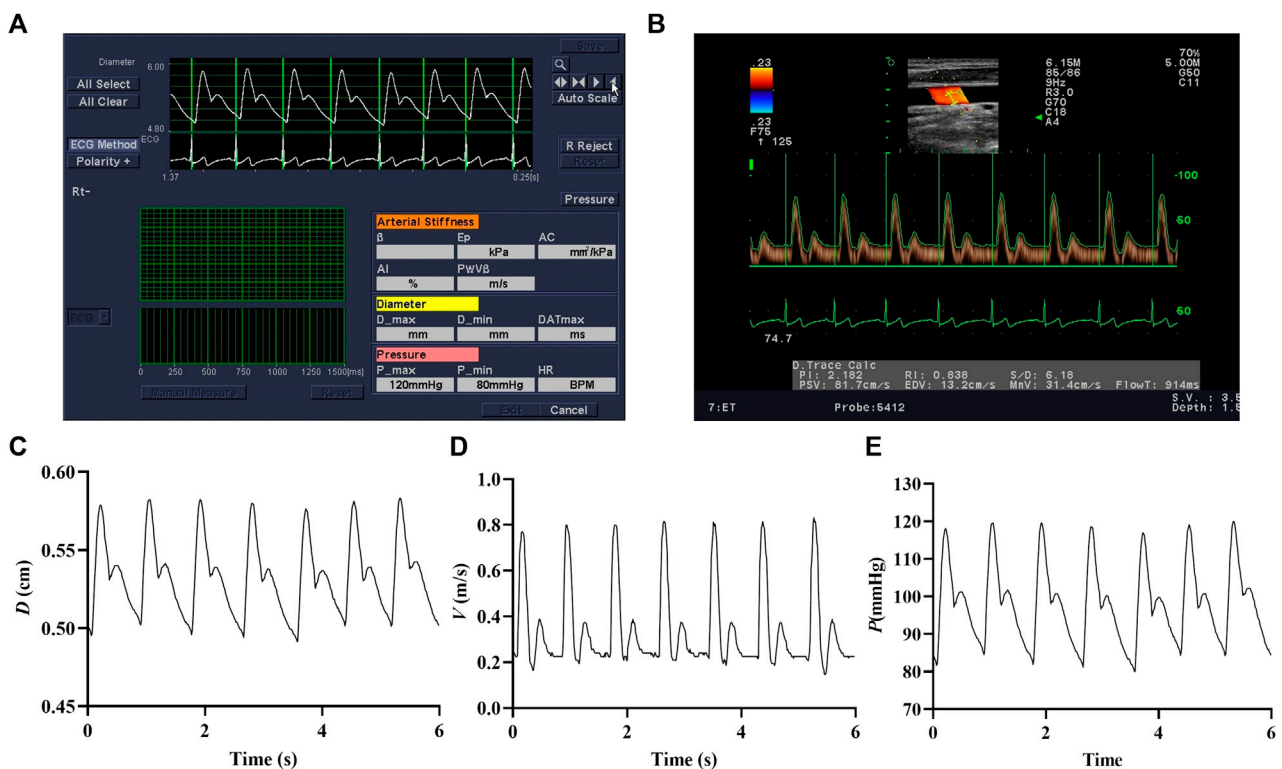 A
Save
Diameter
6.00
All Select
All Clear
Auto Scale
4.80
ECG
ECG Method
Polarity +
R Reject
Reset
1.37
8.25[s]
Rt-
Pressure
Arterial Stiffness
β
Ep
AC
kPa
mm²/kPa
AI
PWVβ
%
m/s
Diameter
ECG
D_max
D_min
DATmax
mm
mm
ms
Pressure
P_max
P_min
HR
120mmHg
80mmHg
BPM
0 250 500 750 1000 1250 1500[ms]
Manual Measure
Reset
Exit
Cancel
B
.23
.23
F75
↑ 125
6.15M
85/86
9Hz
R3.0
G70
C18
A4
70%
5.00M
G50
C11
-100
50
50
74.7
D.Trace Calc
PI: 2.182 RI: 0.838 S/D: 6.18
PSV: 81.7cm/s EDV: 13.2cm/s MnV: 31.4cm/s FlowT: 914ms
S.V. : 3.5
7:ET Probe:5412 Depth: 1.5
C
0.60
0.55
0.50
0.45
D (cm)
0 2 4 6
Time (s)
D
1.0
0.8
0.6
0.4
0.2
0.0
V (m/s)
0 2 4 6
Time (s)
E
130
120
110
100
90
80
70
P(mmHg)
0 2 4 6
Time